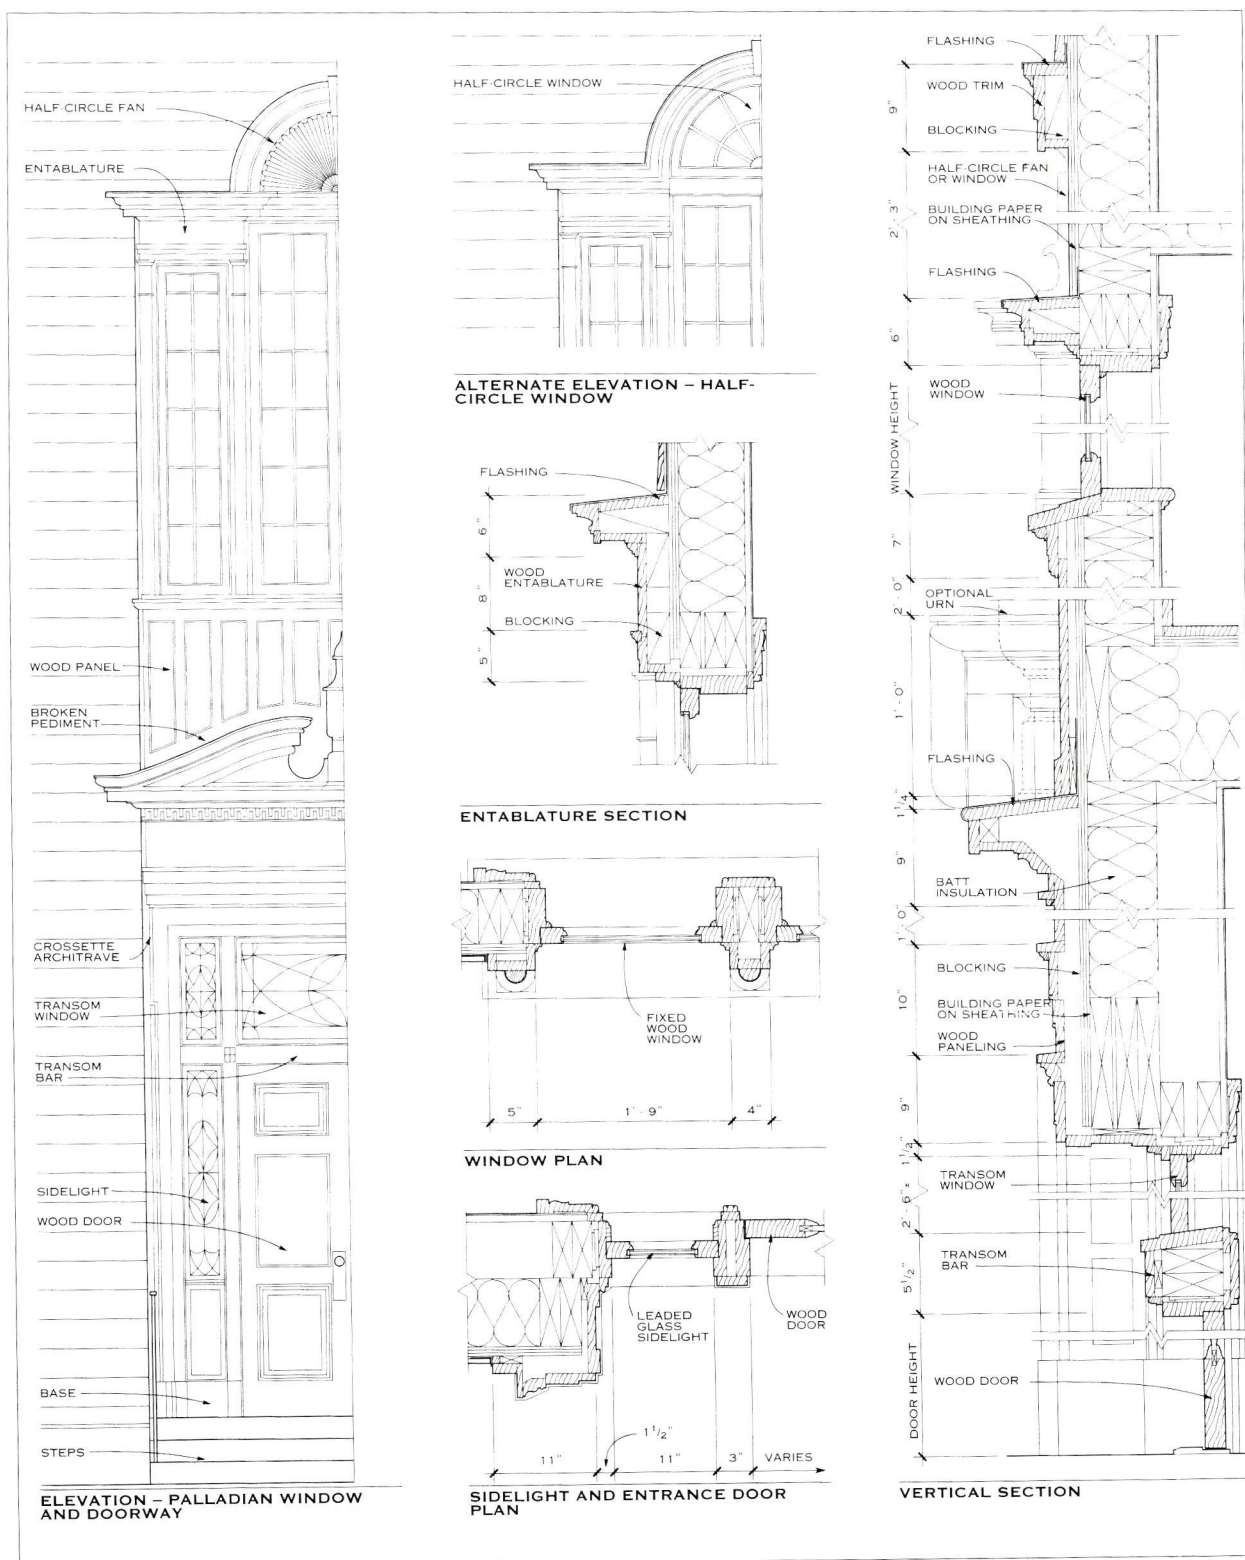 HALF-CIRCLE FAN
ENTABLATURE
WOOD PANEL
BROKEN
PEDIMENT
CROSSETTE
ARCHITRAVE
TRANSOM
WINDOW
TRANSOM
BAR
SIDELIGHT
WOOD DOOR
BASE
STEPS
ELEVATION – PALLADIAN WINDOW
AND DOORWAY
HALF-CIRCLE WINDOW
ALTERNATE ELEVATION – HALF-
CIRCLE WINDOW
FLASHING
6"
WOOD
ENTABLATURE
8"
BLOCKING
5"
ENTABLATURE SECTION
FIXED
WOOD
WINDOW
5"
1' - 9"
4"
WINDOW PLAN
LEADED
GLASS
SIDELIGHT
WOOD
DOOR
1 1/2"
11"
11"
3"
VARIES
SIDELIGHT AND ENTRANCE DOOR
PLAN
FLASHING
WOOD TRIM
9"
BLOCKING
HALF-CIRCLE FAN
OR WINDOW
2' - 3"
BUILDING PAPER
ON SHEATHING
FLASHING
6"
WOOD
WINDOW
WINDOW HEIGHT
7"
2' - 0"
OPTIONAL
URN
1' - 0"
FLASHING
1 1/4"
9"
BATT
INSULATION
1' - 0"
BLOCKING
10"
BUILDING PAPER
ON SHEATHING
WOOD
PANELING
9"
1 1/2"
TRANSOM
WINDOW
2' - 6"±
TRANSOM
BAR
5 1/2"
DOOR HEIGHT
WOOD DOOR
VERTICAL SECTION